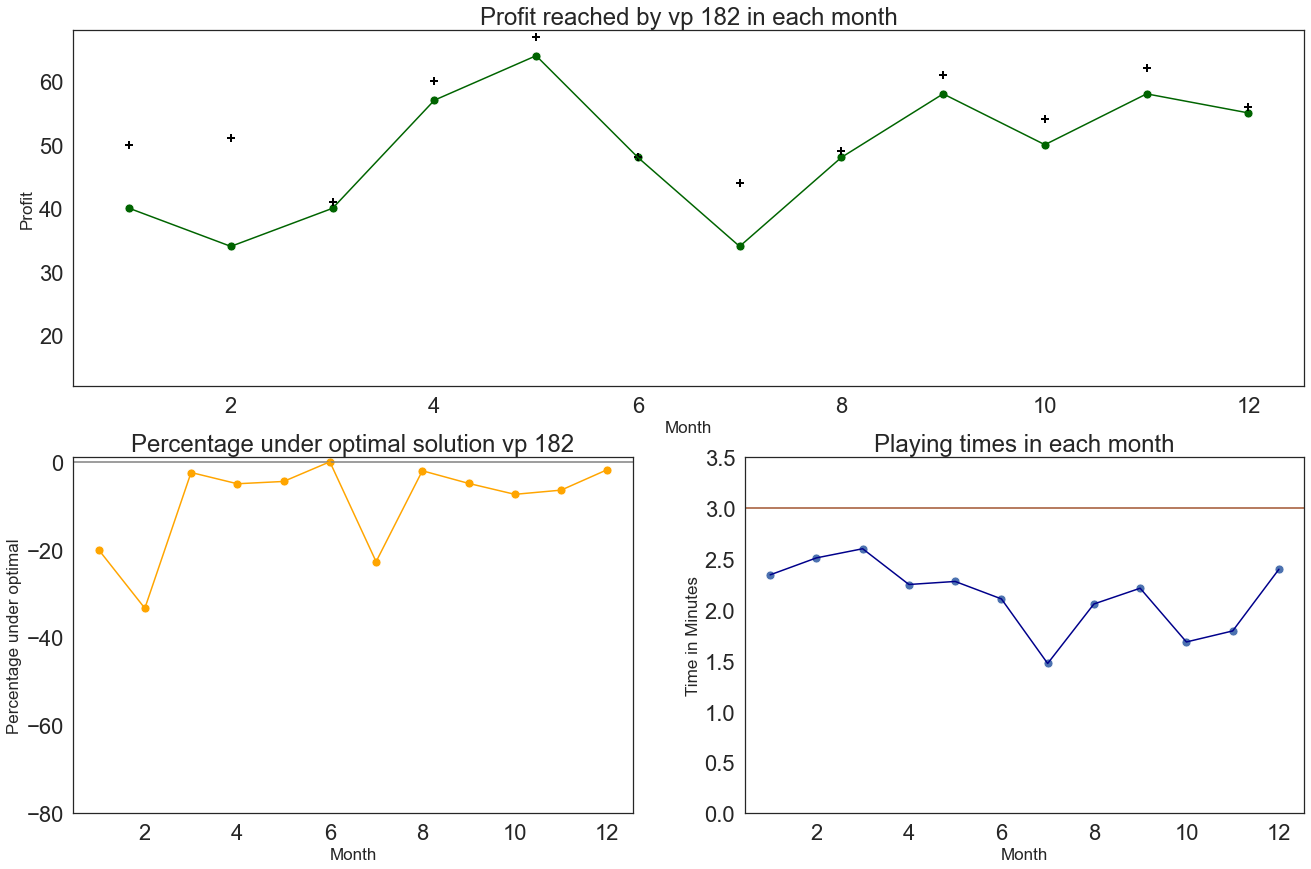 Profit reached by vp 182 in each month
60
50
40
30
20
Profit
2 4 6 8 10 12
Month
Percentage under optimal solution vp 182
0
−20
−40
−60
−80
Percentage under optimal
2 4 6 8 10 12
Month
Playing times in each month
3.5
3.0
2.5
2.0
1.5
1.0
0.5
0.0
Time in Minutes
2 4 6 8 10 12
Month